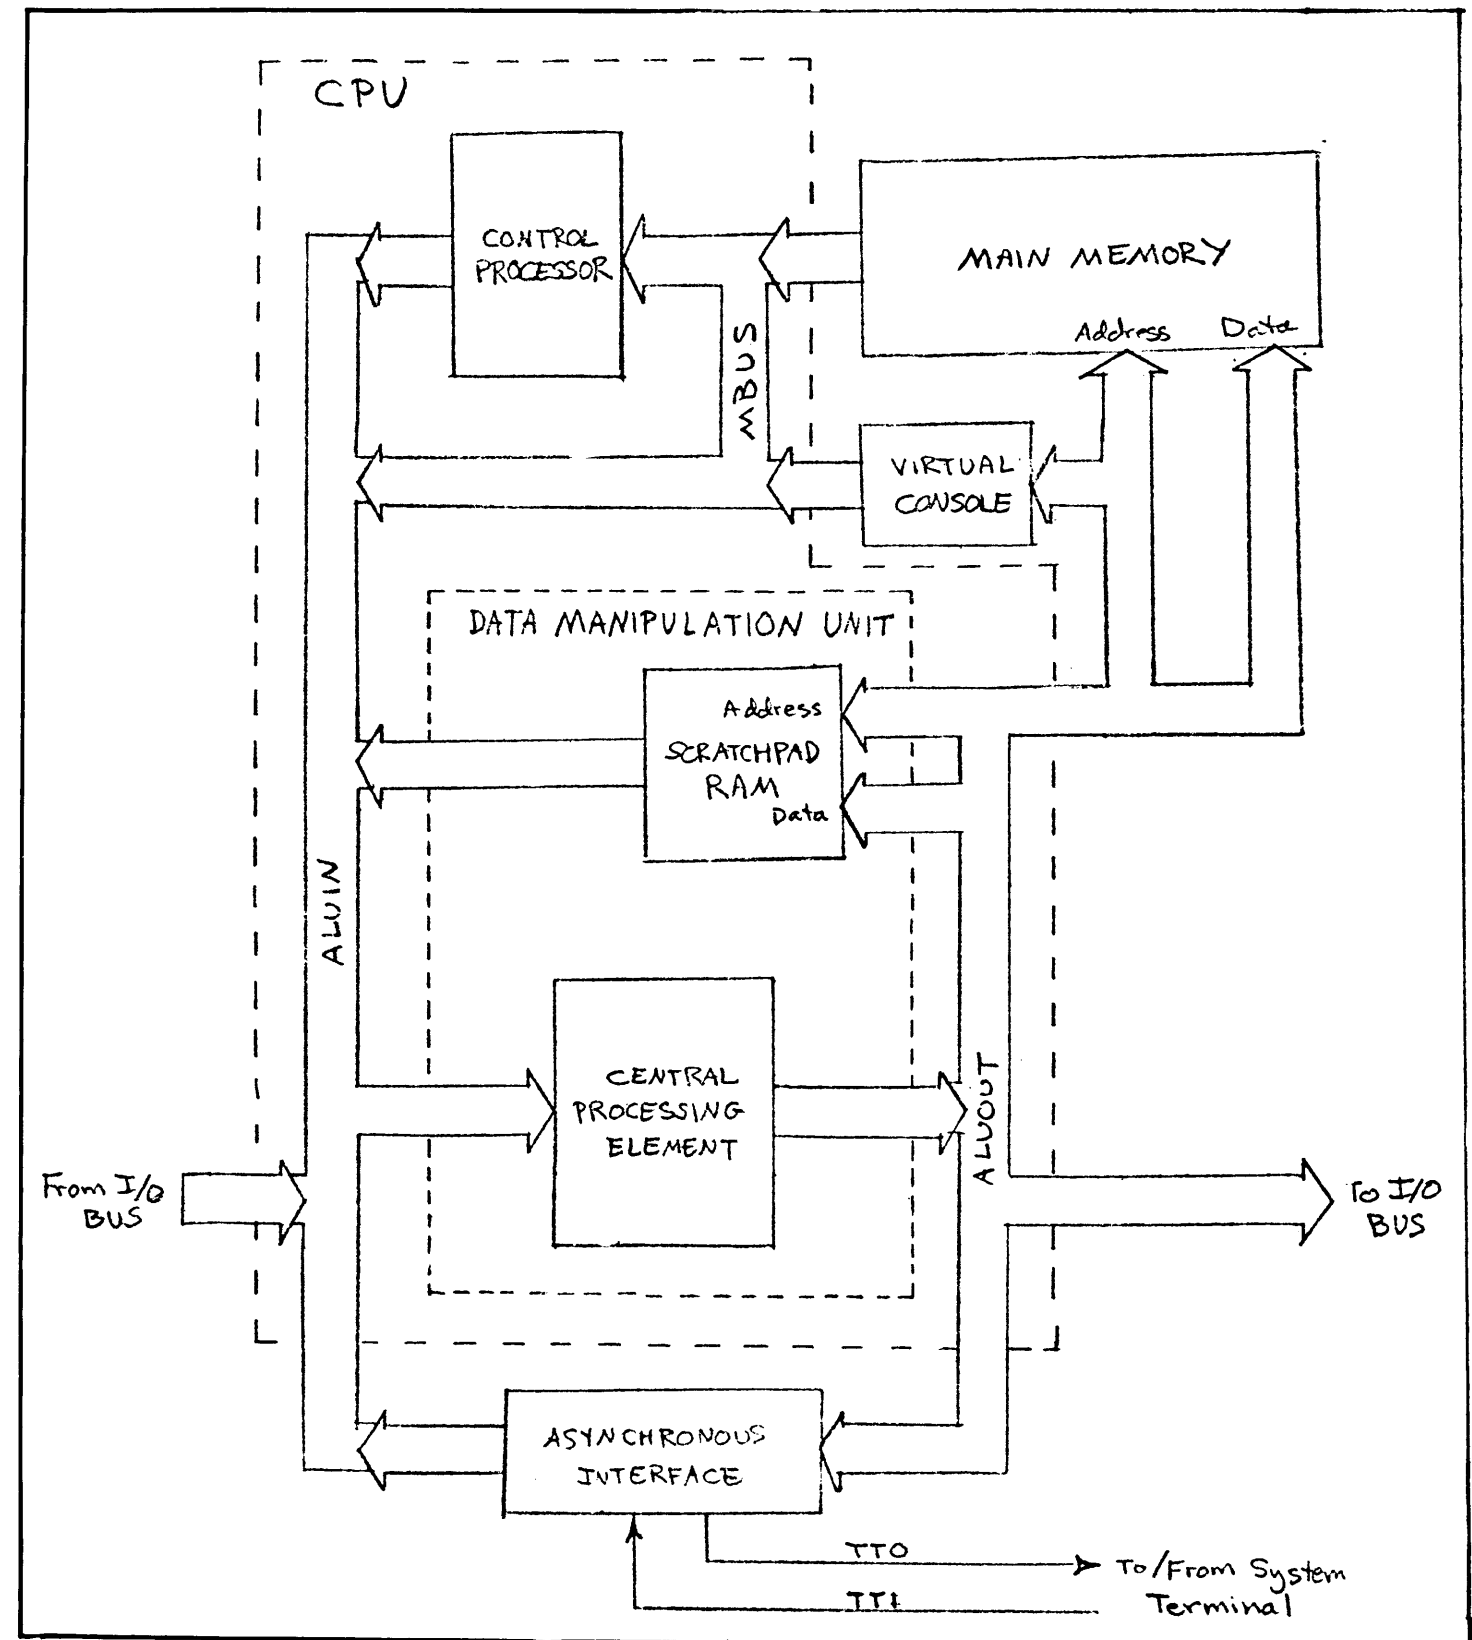 CPU
CONTROL
PROCESSOR
MAIN MEMORY
Address Data
MBUS
VIRTUAL
CONSOLE
DATA MANIPULATION UNIT
Address
SCRATCHPAD
RAM
Data
ALUIN
CENTRAL
PROCESSING
ELEMENT
ALUOUT
From I/O
BUS
To I/O
BUS
ASYNCHRONOUS
INTERFACE
TTO
To/From System
TTI
Terminal